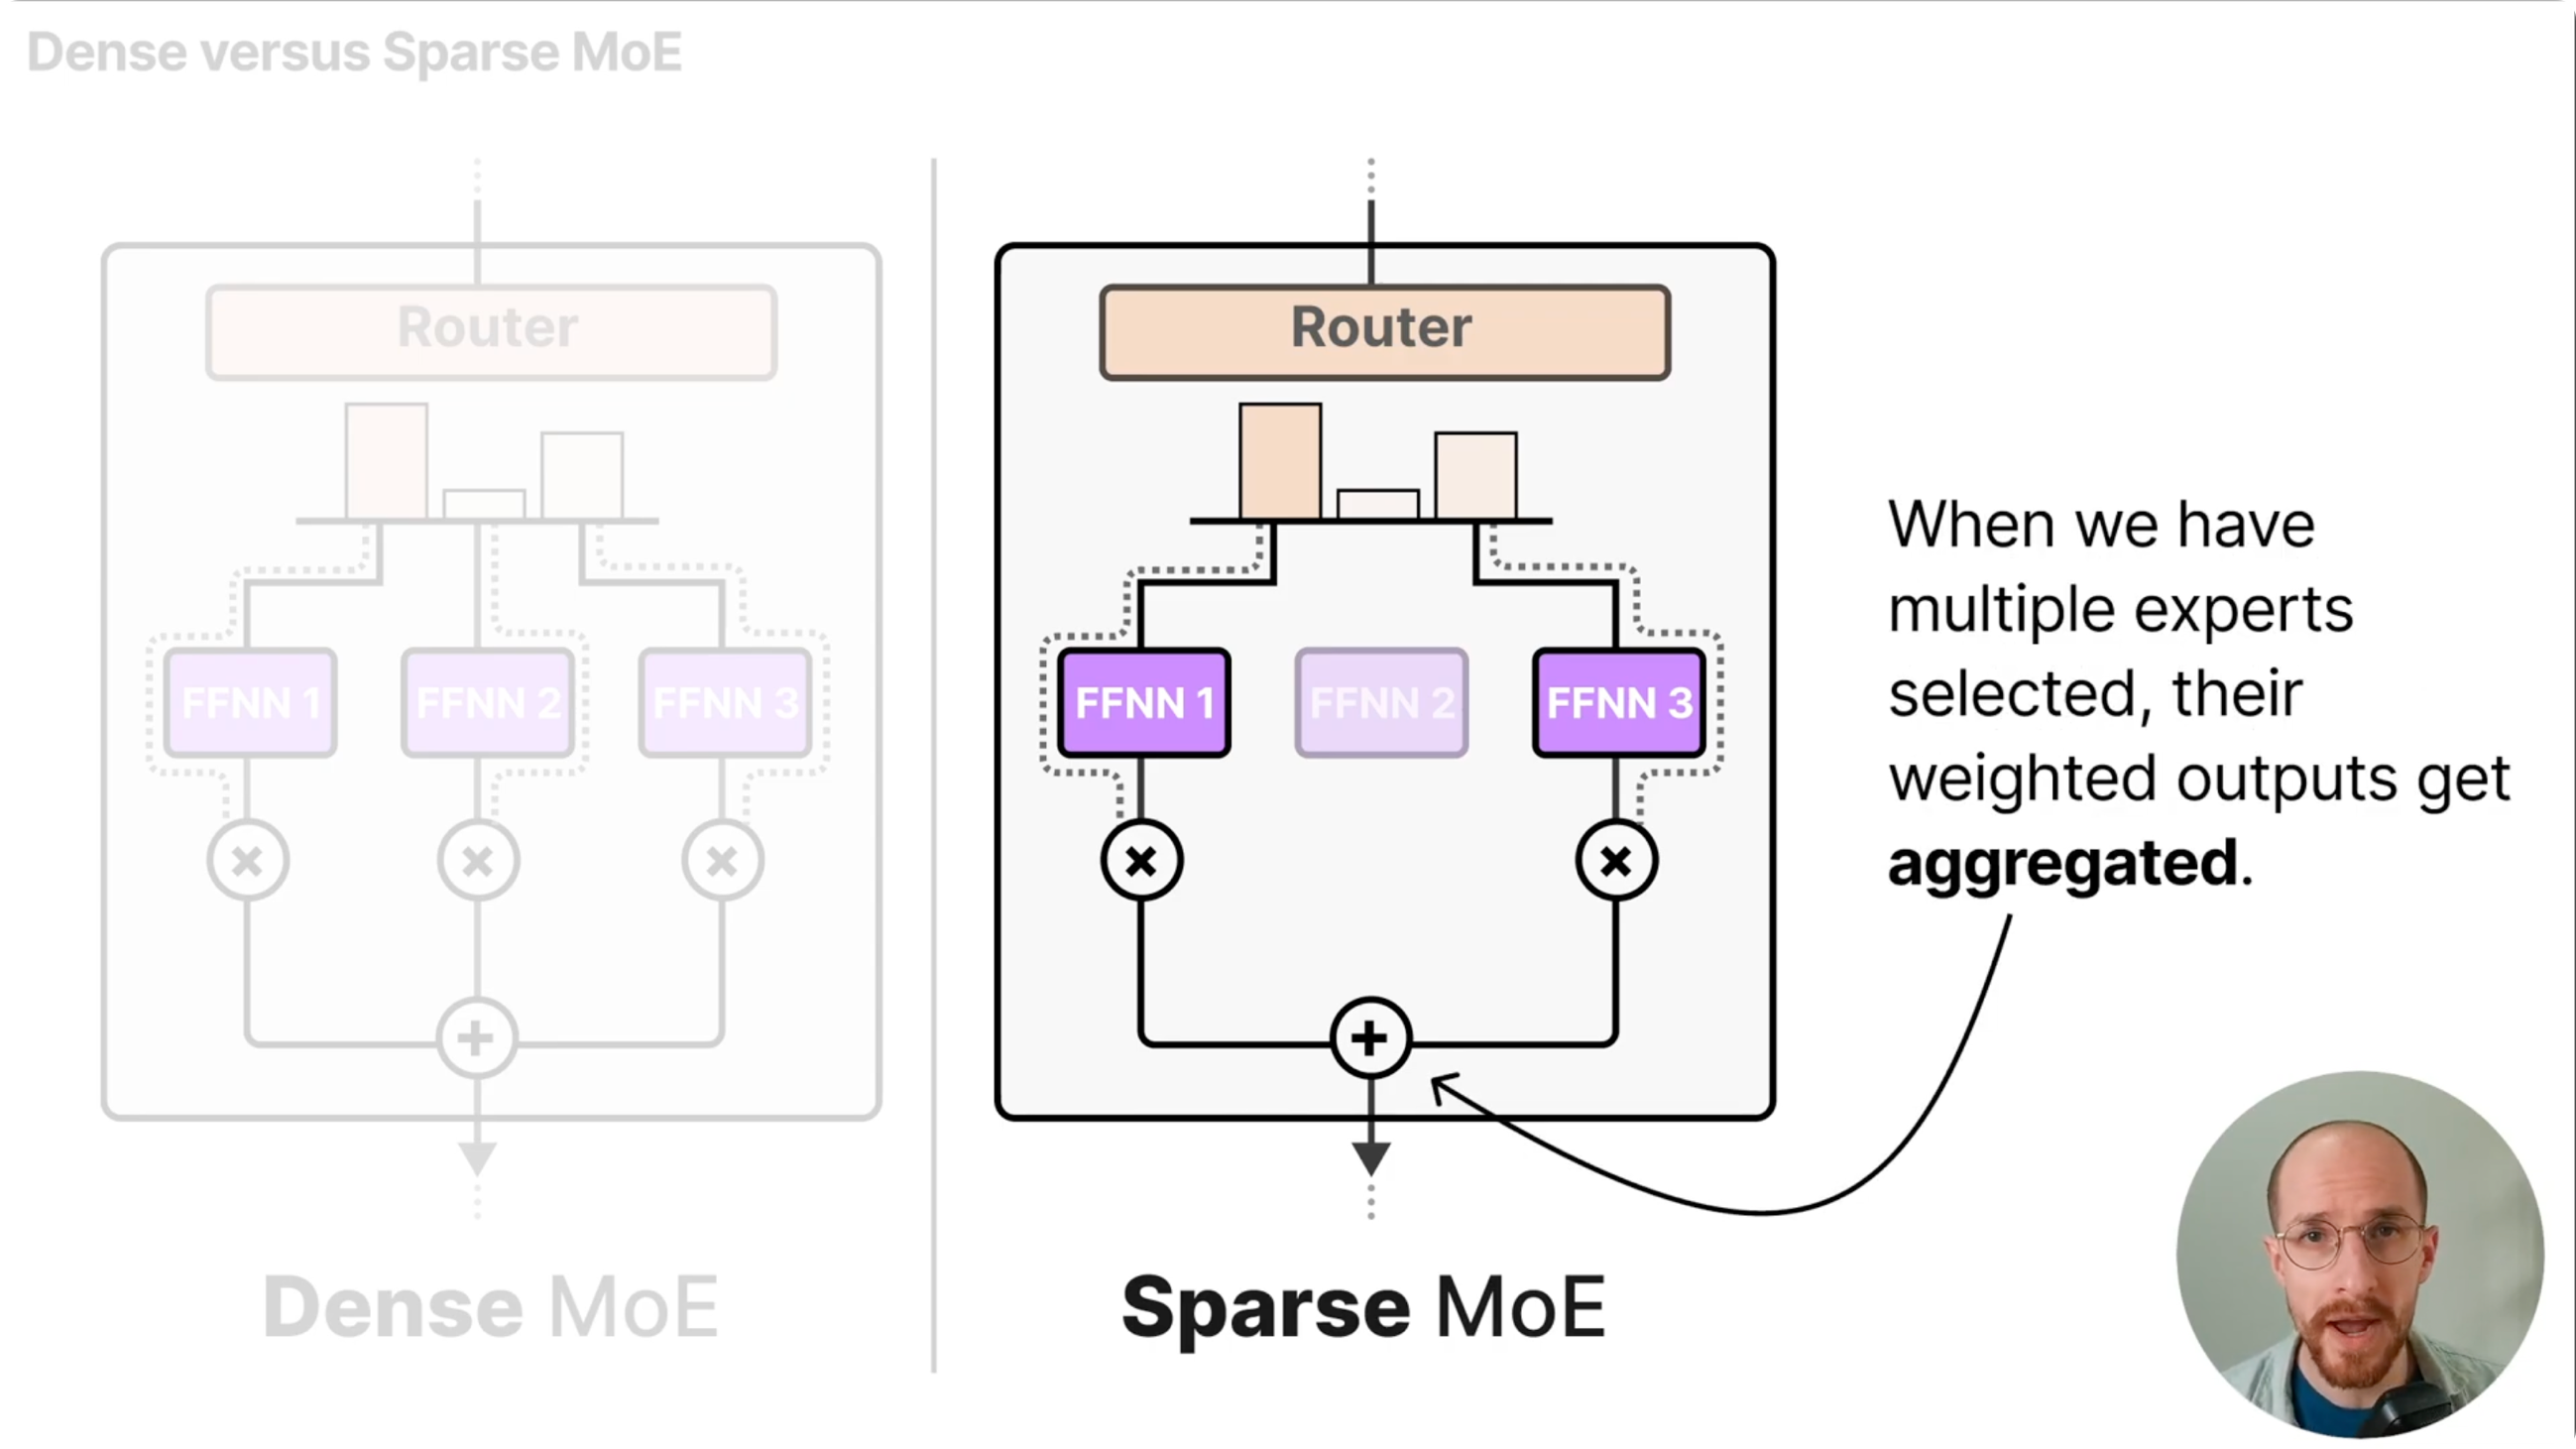 Dense versus Sparse MoE
Router
FFNN 1
FFNN 2
FFNN 3
×
×
×
+
Dense MoE
Router
FFNN 1
FFNN 2
FFNN 3
×
×
+
Sparse MoE
When we have
multiple experts
selected, their
weighted outputs get
aggregated.